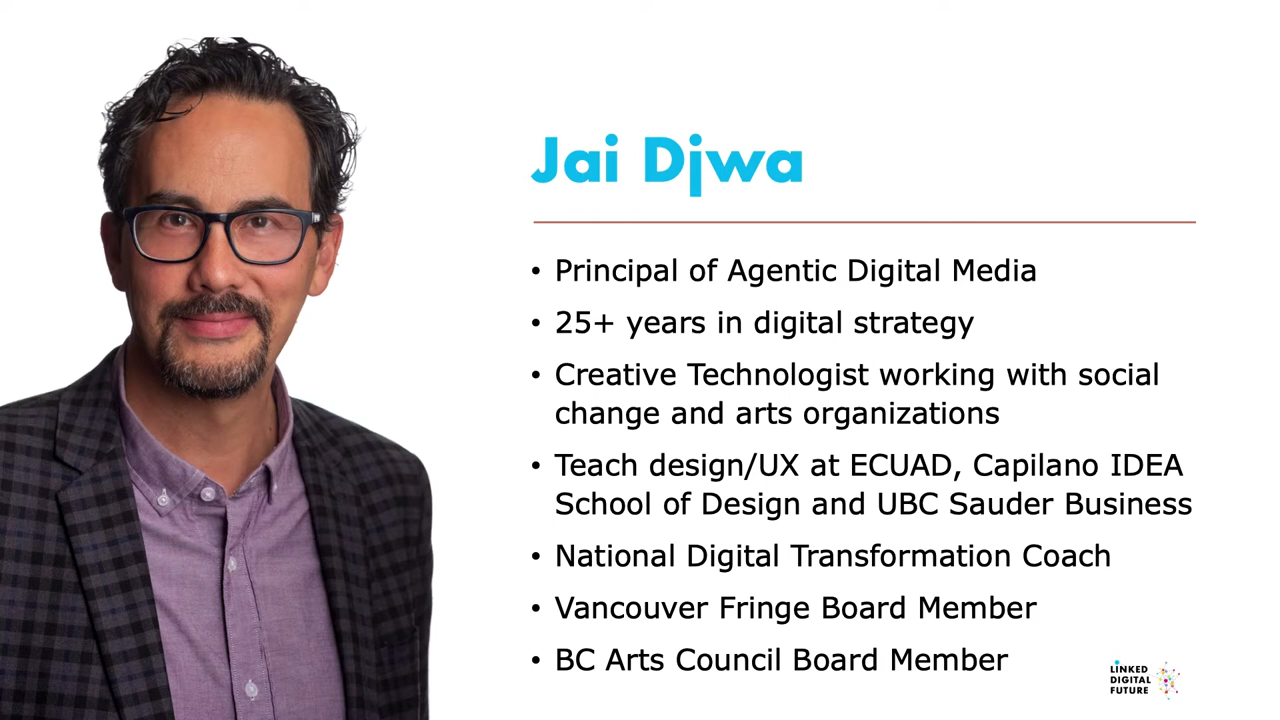 Jai Djwa
• Principal of Agentic Digital Media
• 25+ years in digital strategy
• Creative Technologist working with social
change and arts organizations
• Teach design/UX at ECUAD, Capilano IDEA
School of Design and UBC Sauder Business
• National Digital Transformation Coach
• Vancouver Fringe Board Member
• BC Arts Council Board Member
LINKED
DIGITAL
FUTURE